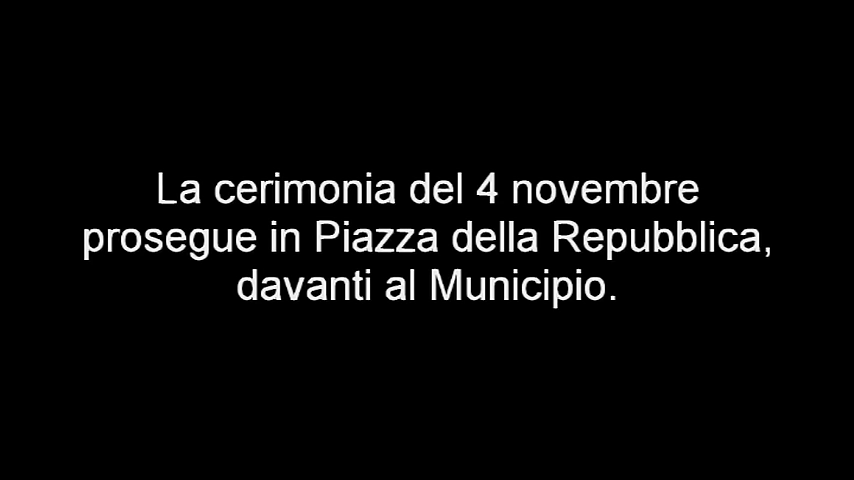 La cerimonia del 4 novembre
prosegue in Piazza della Repubblica,
davanti al Municipio.